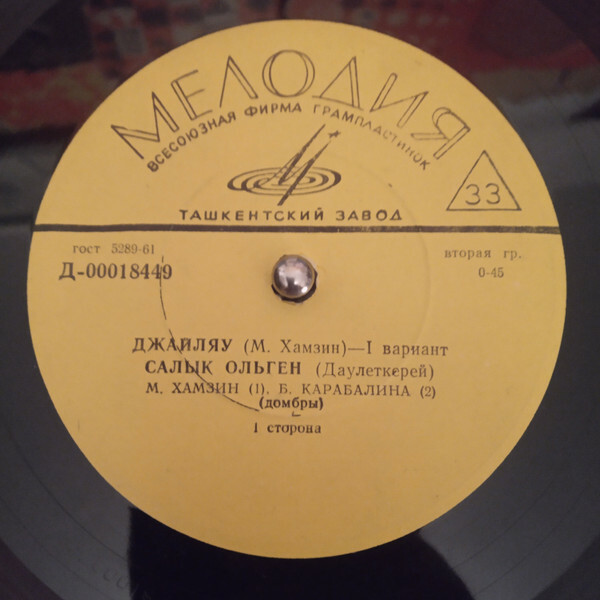 МЕЛОДИЯ
ВСЕСОЮЗНАЯ ФИРМА ГРАМПЛАСТИНОК
33
ТАШКЕНТСКИЙ ЗАВОД
гост 5289-61
Д-00018449
вторая гр.
0-45
ДЖАЙЛЯУ (М. Хамзин)—I вариант
САЛЫК ОЛЬГЕН (Даулеткерей)
М. ХАМЗИН (1), Б. КАРАБАЛИНА (2)
(домбры)
I сторона